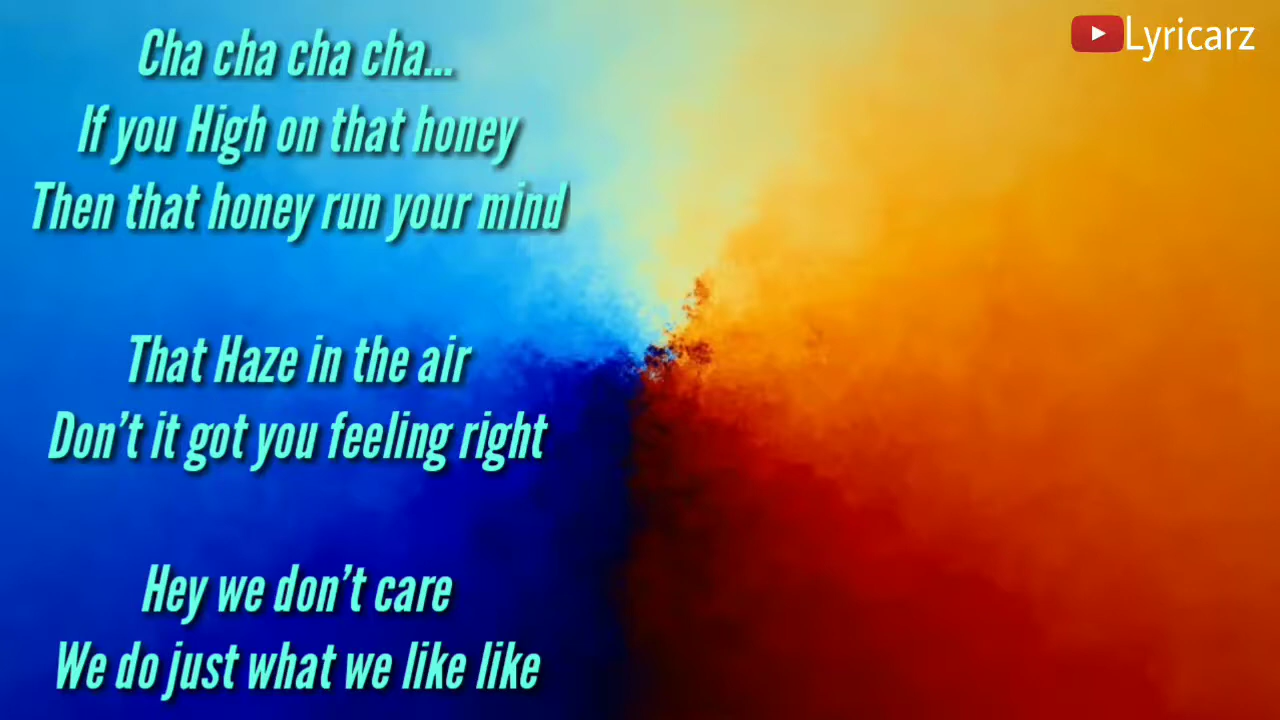 Lyricarz
Cha cha cha cha...
If you High on that honey
Then that honey run your mind
That Haze in the air
Don't it got you feeling right
Hey we don't care
We do just what we like like